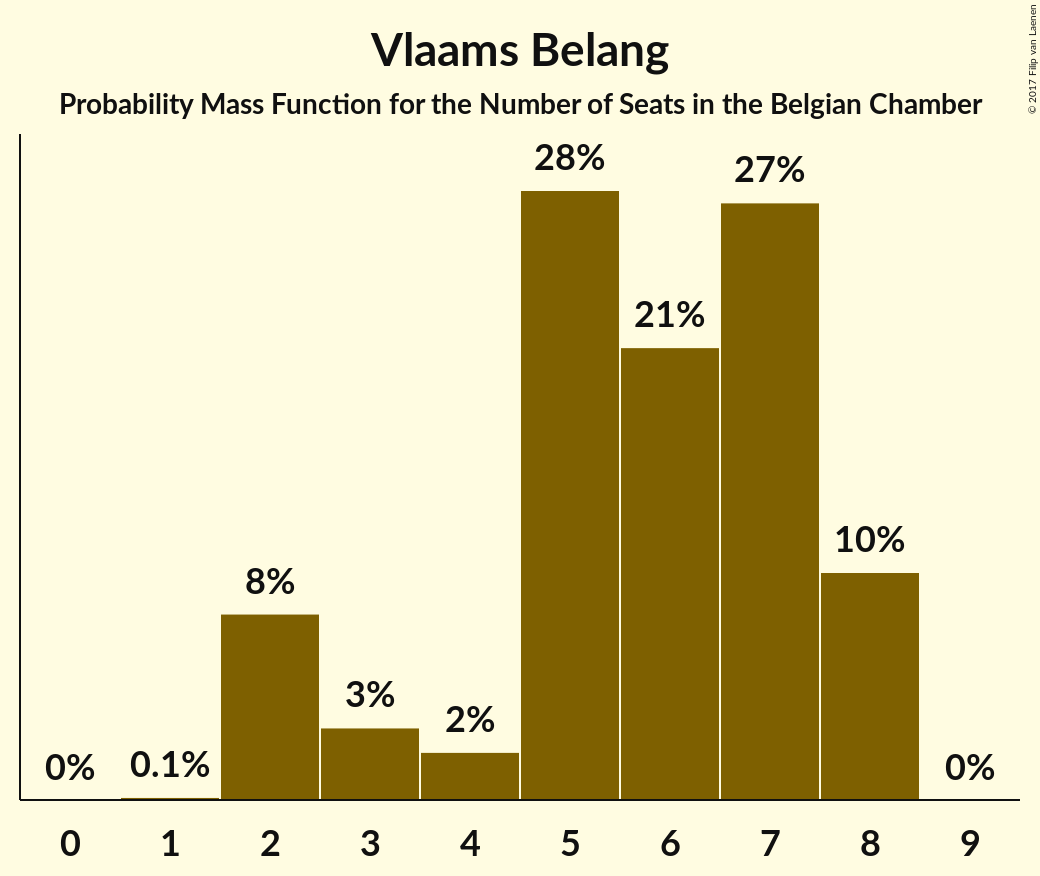 Vlaams Belang
Probability Mass Function for the Number of Seats in the Belgian Chamber
© 2017 Filip van Laenen
28%
27%
21%
10%
8%
3%
2%
0%
0.1%
0%
0 1 2 3 4 5 6 7 8 9